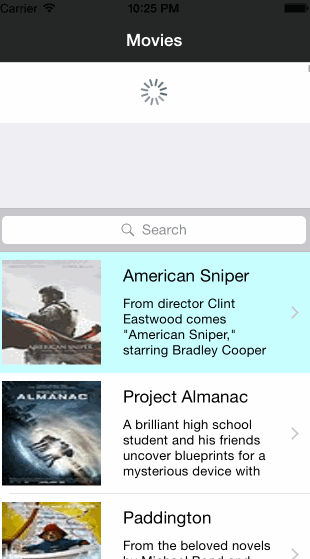 Carrier 10:25 PM
Movies
Search
American Sniper
From director Clint
Eastwood comes
"American Sniper,"
starring Bradley Cooper
ALMANAC
Project Almanac
A brilliant high school
student and his friends
uncover blueprints for a
mysterious device with
Paddington
From the beloved novels
by Michael Bond and